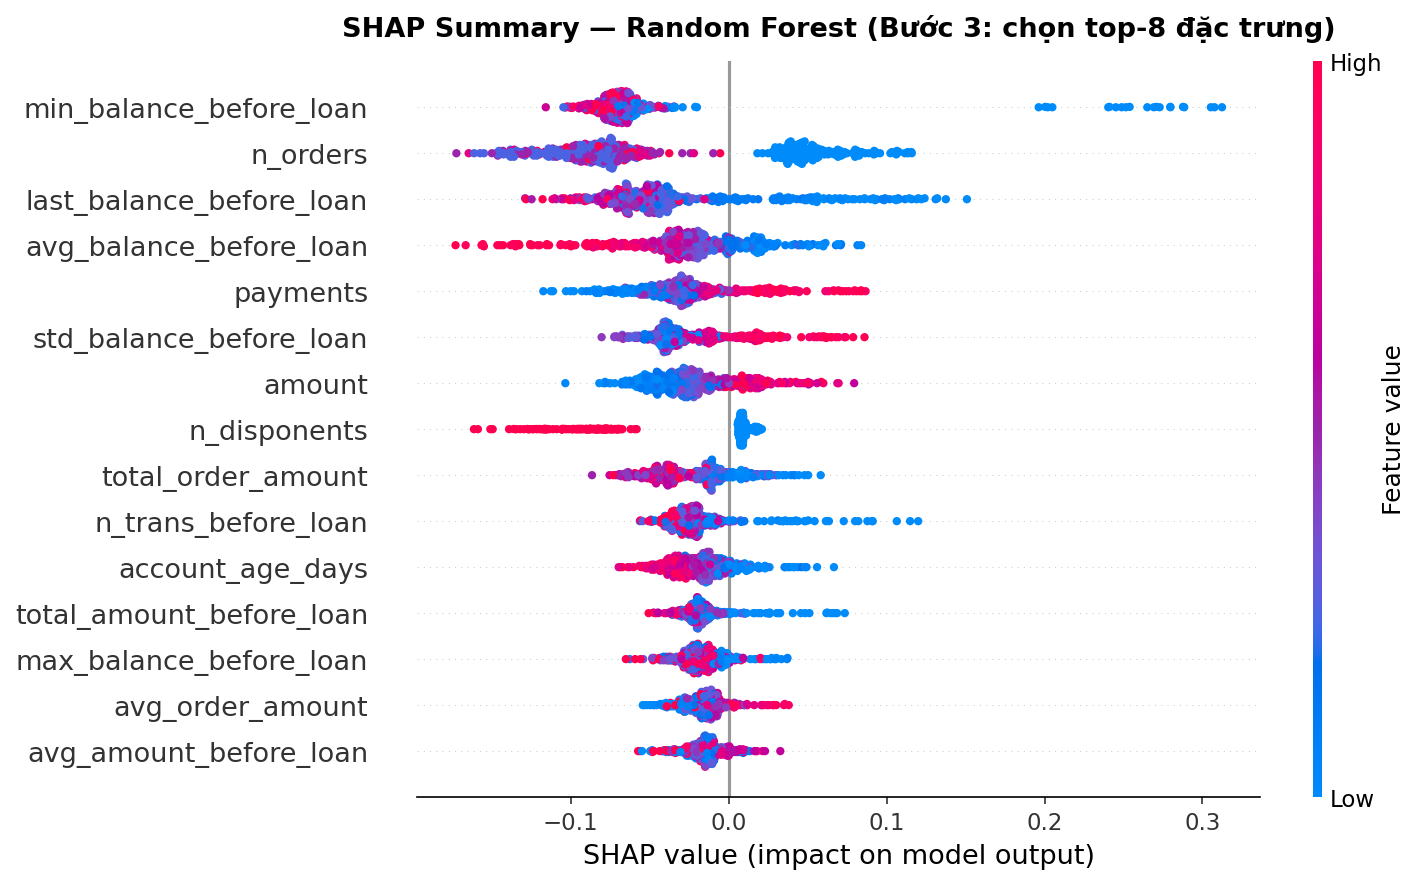 SHAP Summary — Random Forest (Bước 3: chọn top-8 đặc trưng)
High
min_balance_before_loan
n_orders
last_balance_before_loan
avg_balance_before_loan
payments
std_balance_before_loan
amount
n_disponents
total_order_amount
n_trans_before_loan
account_age_days
total_amount_before_loan
max_balance_before_loan
avg_order_amount
avg_amount_before_loan
Feature value
Low
−0.1 0.0 0.1 0.2 0.3
SHAP value (impact on model output)